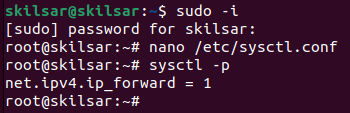 skilsar@skilsar:~$ sudo -i
[sudo] password for skilsar:
root@skilsar:~# nano /etc/sysctl.conf
root@skilsar:~# sysctl -p
net.ipv4.ip_forward = 1
root@skilsar:~#